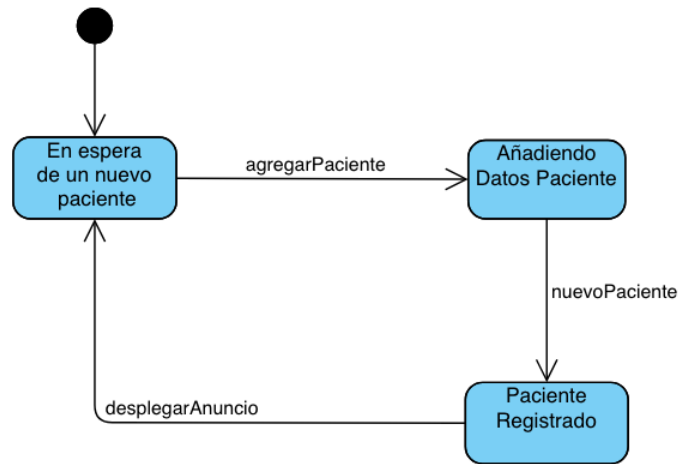 En espera
de un nuevo
paciente
agregarPaciente
Añadiendo
Datos Paciente
nuevoPaciente
Paciente
Registrado
desplegarAnuncio